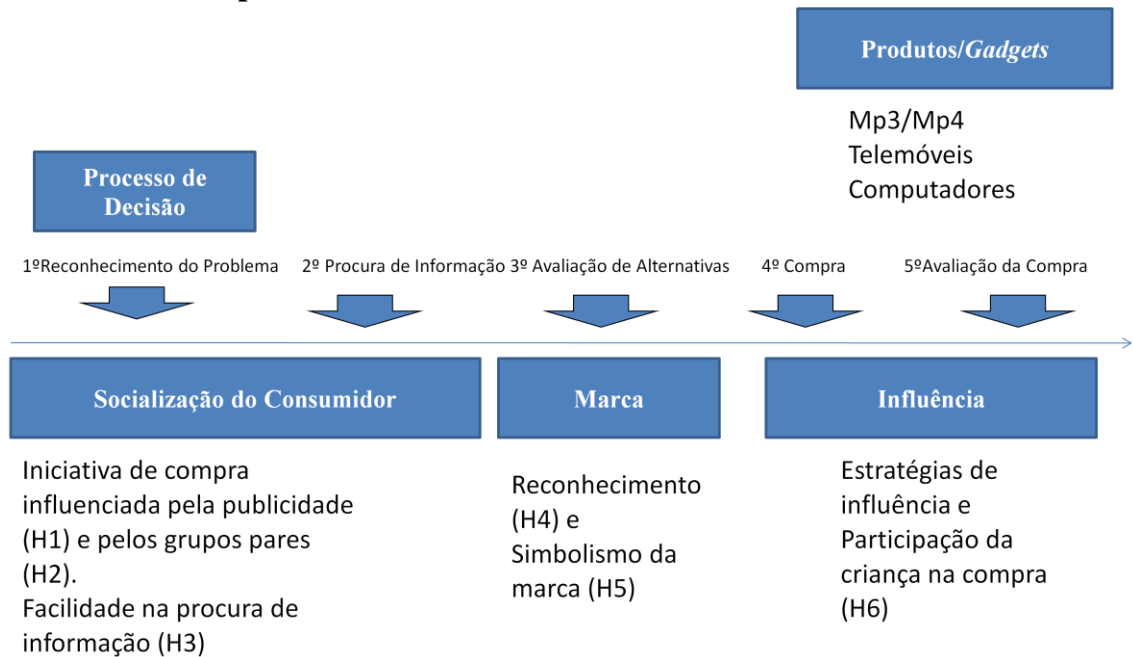 Produtos/Gadgets
Mp3/Mp4
Telemóveis
Computadores
Processo de
Decisão
1ºReconhecimento do Problema
2º Procura de Informação
3º Avaliação de Alternativas
4º Compra
5ºAvaliação da Compra
Socialização do Consumidor
Marca
Influência
Iniciativa de compra
influenciada pela publicidade
(H1) e pelos grupos pares
(H2).
Facilidade na procura de
informação (H3)
Reconhecimento
(H4) e
Simbolismo da
marca (H5)
Estratégias de
influência e
Participação da
criança na compra
(H6)